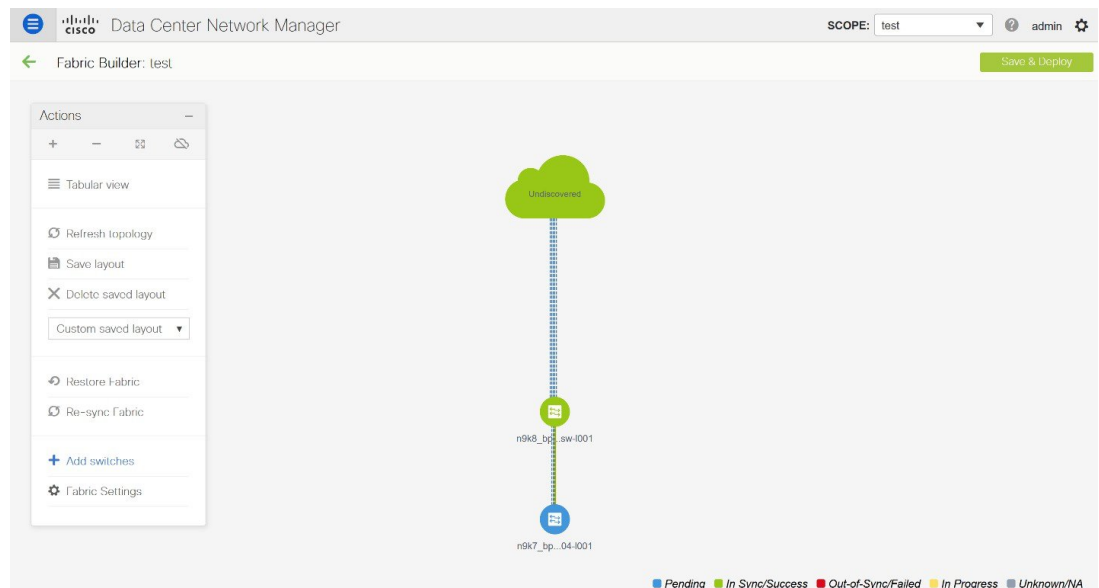 cisco Data Center Network Manager SCOPE: test admin
Fabric Builder: test Save & Deploy
Actions
Tabular view
Refresh topology
Save layout
Delete saved layout
Custom saved layout
Restore Fabric
Re-sync Fabric
Add switches
Fabric Settings
Undiscovered
n9k8_bp...sw-l001
n9k7_bp...04-l001
Pending In Sync/Success Out-of-Sync/Failed In Progress Unknown/NA